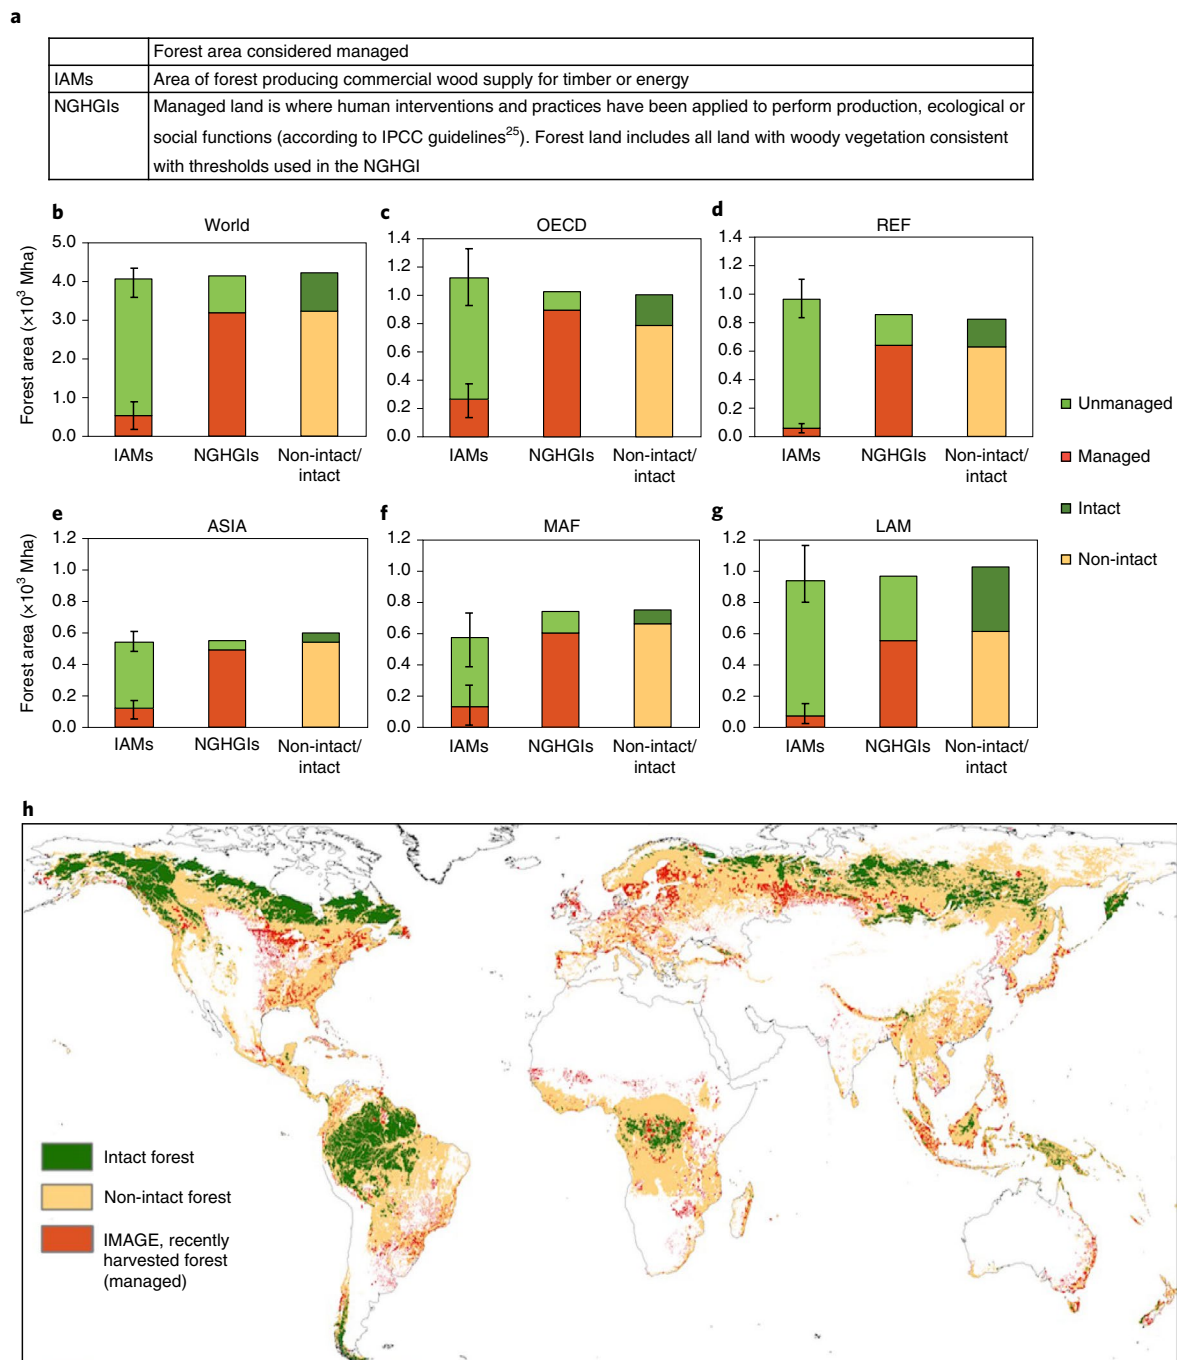 a
Forest area considered managed
IAMs Area of forest producing commercial wood supply for timber or energy
NGHGIs Managed land is where human interventions and practices have been applied to perform production, ecological or
social functions (according to IPCC guidelines25). Forest land includes all land with woody vegetation consistent
with thresholds used in the NGHGI
b World
Forest area (×10³ Mha)
5.0
4.0
3.0
2.0
1.0
0.0
IAMs NGHGIs Non-intact/
intact
c OECD
1.4
1.2
1.0
0.8
0.6
0.4
0.2
0.0
IAMs NGHGIs Non-intact/
intact
d REF
1.4
1.2
1.0
0.8
0.6
0.4
0.2
0.0
IAMs NGHGIs Non-intact/
intact
Unmanaged
Managed
Intact
Non-intact
e ASIA
Forest area (×10³ Mha)
1.2
1.0
0.8
0.6
0.4
0.2
0.0
IAMs NGHGIs Non-intact/
intact
f MAF
1.2
1.0
0.8
0.6
0.4
0.2
0.0
IAMs NGHGIs Non-intact/
intact
g LAM
1.2
1.0
0.8
0.6
0.4
0.2
0.0
IAMs NGHGIs Non-intact/
intact
h
Intact forest
Non-intact forest
IMAGE, recently
harvested forest
(managed)